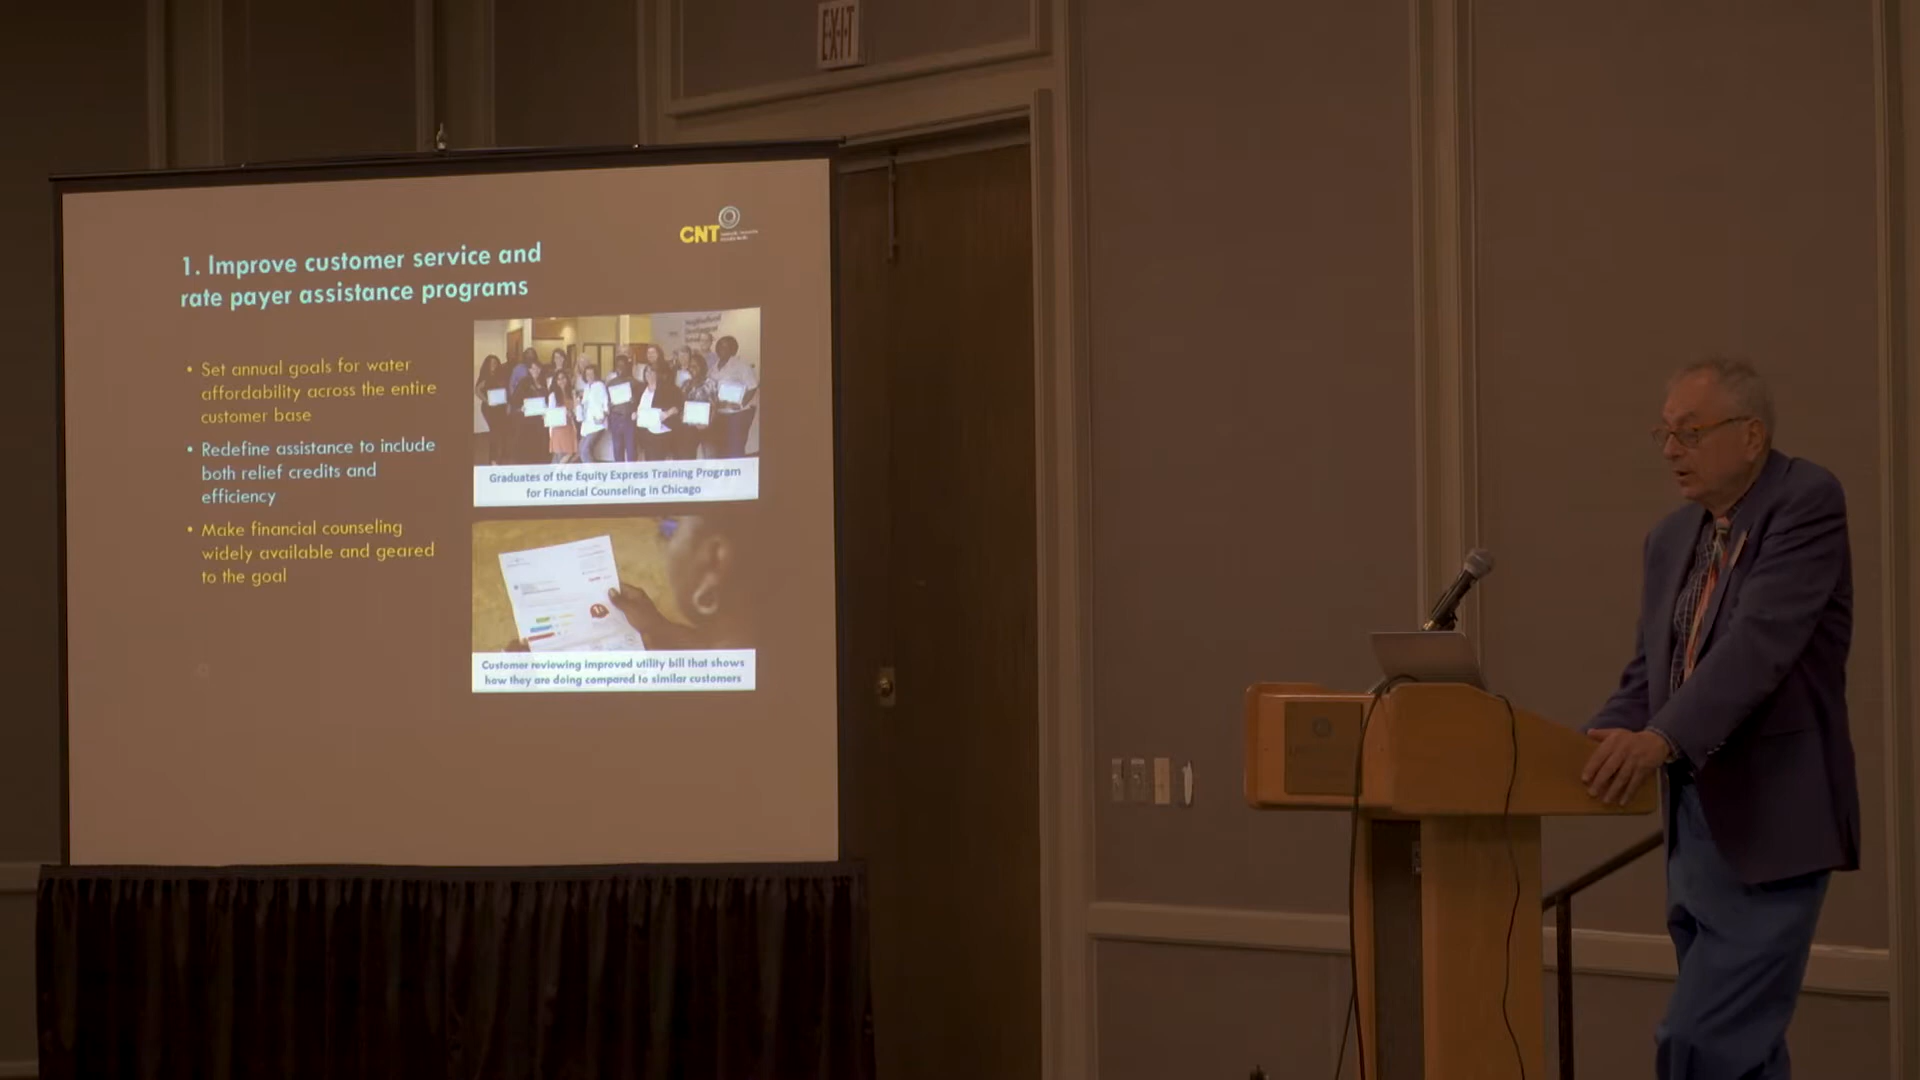 EXIT
CNT
1. Improve customer service and
rate payer assistance programs
• Set annual goals for water
affordability across the entire
customer base
• Redefine assistance to include
both relief credits and
efficiency
• Make financial counseling
widely available and geared
to the goal
Graduates of the Equity Express Training Program
for Financial Counseling in Chicago
Customer reviewing improved utility bill that shows
how they are doing compared to similar customers